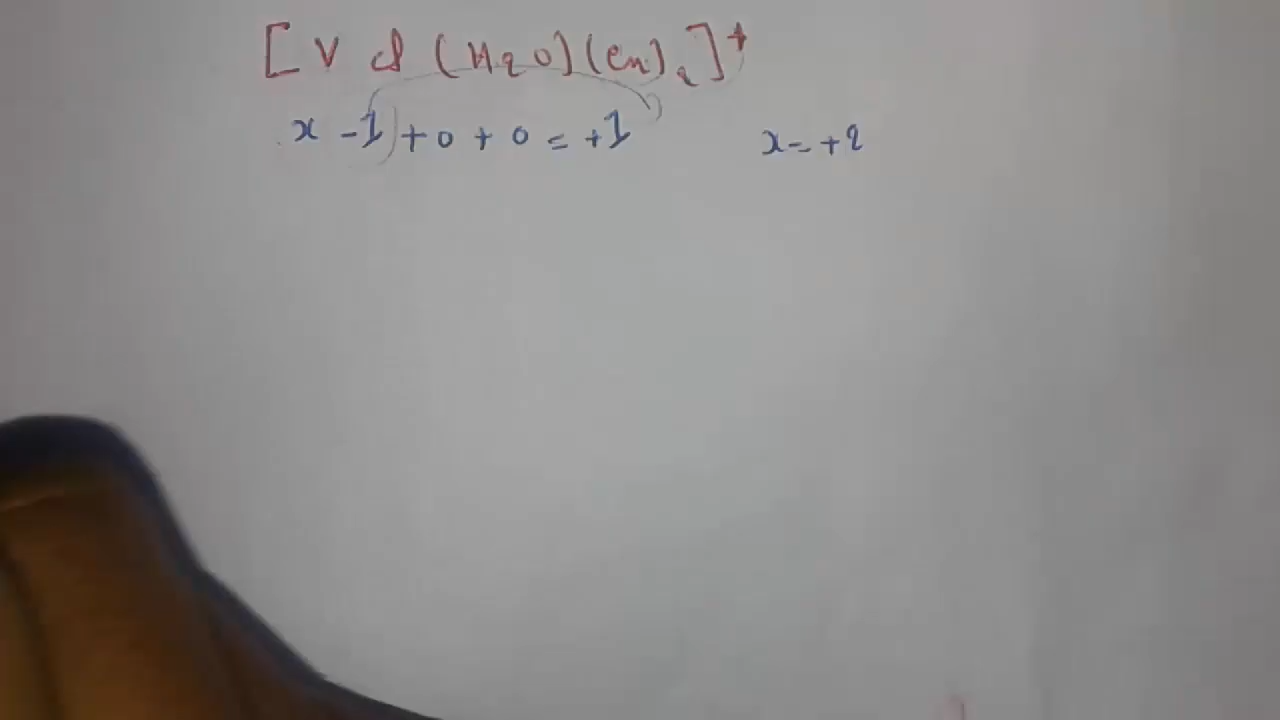 [V Cl (H2O)(en)2]+
x -1 + 0 + 0 = +1 x = +2